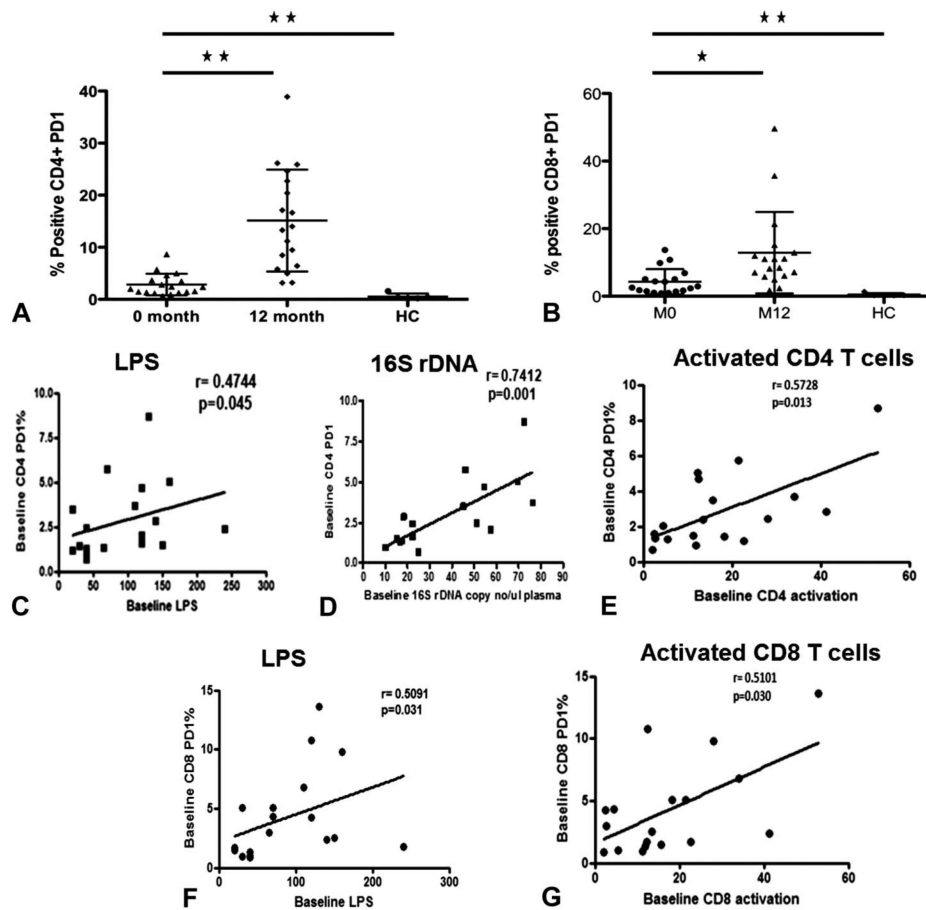 ★ ★
★ ★
% Positive CD4+ PD1
40
30
20
10
0
0 month
12 month
HC
A
★ ★
★
% positive CD8+ PD1
60
40
20
0
M0
M12
HC
B
LPS
r= 0.4744
p=0.045
Baseline CD4 PD1%
10.0
7.5
5.0
2.5
0.0
0
50
100
150
200
250
300
Baseline LPS
C
16S rDNA
r= 0.7412
p=0.001
Baseline CD4 PD1
10.0
7.5
5.0
2.5
0.0
0
10
20
30
40
50
60
70
80
90
Baseline 16S rDNA copy no/ul plasma
D
Activated CD4 T cells
r= 0.5728
p=0.013
Baseline CD4 PD1%
10
8
6
4
2
0
0
20
40
60
Baseline CD4 activation
E
LPS
r= 0.5091
p=0.031
Baseline CD8 PD1%
15
10
5
0
0
100
200
300
Baseline LPS
F
Activated CD8 T cells
r= 0.5101
p=0.030
Baseline CD8 PD1%
15
10
5
0
0
20
40
60
Baseline CD8 activation
G